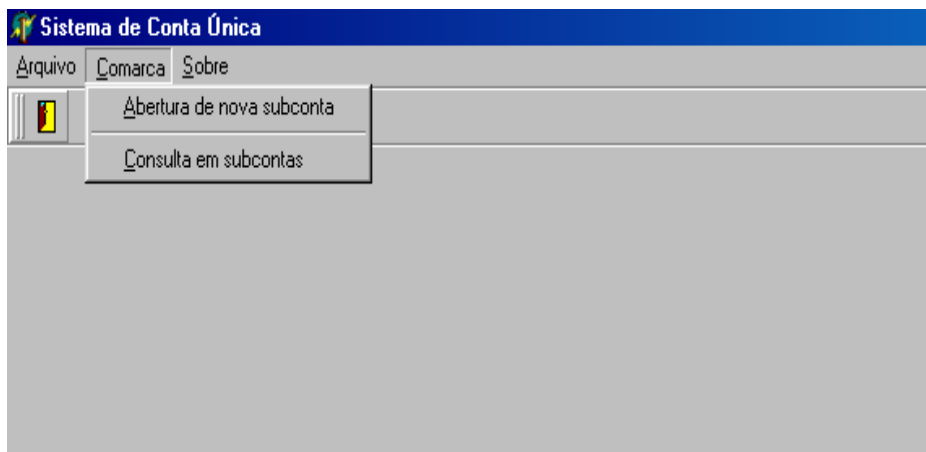 Sistema de Conta Única
Arquivo Comarca Sobre
Abertura de nova subconta
Consulta em subcontas